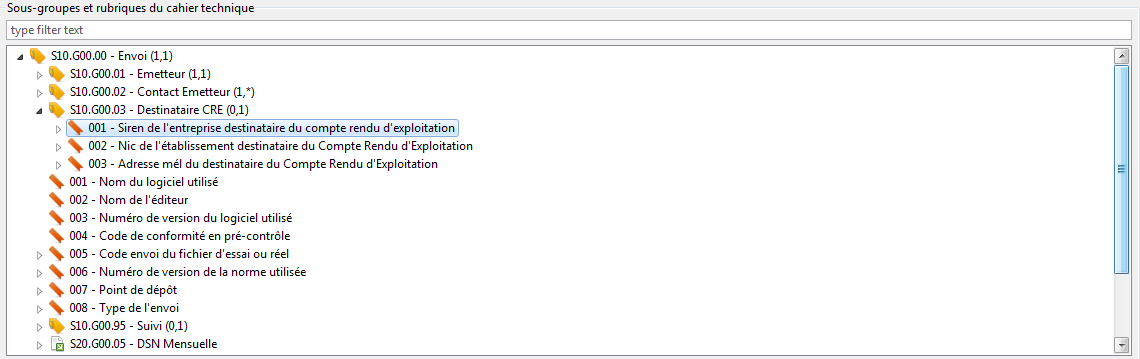 Sous-groupes et rubriques du cahier technique
type filter text
S10.G00.00 - Envoi (1,1)
S10.G00.01 - Emetteur (1,1)
S10.G00.02 - Contact Emetteur (1,*)
S10.G00.03 - Destinataire CRE (0,1)
001 - Siren de l'entreprise destinataire du compte rendu d'exploitation
002 - Nic de l'établissement destinataire du Compte Rendu d'Exploitation
003 - Adresse mél du destinataire du Compte Rendu d'Exploitation
001 - Nom du logiciel utilisé
002 - Nom de l'éditeur
003 - Numéro de version du logiciel utilisé
004 - Code de conformité en pré-contrôle
005 - Code envoi du fichier d'essai ou réel
006 - Numéro de version de la norme utilisée
007 - Point de dépôt
008 - Type de l'envoi
S10.G00.95 - Suivi (0,1)
S20.G00.05 - DSN Mensuelle